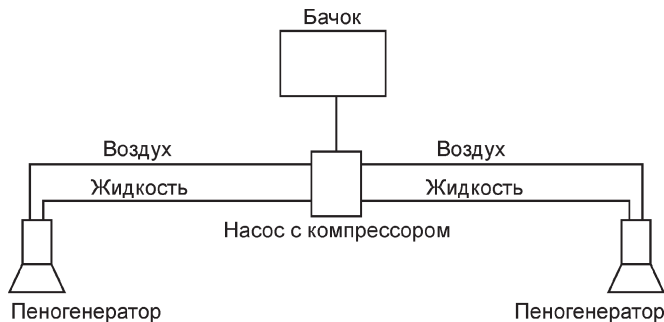 Бачок
Воздух
Воздух
Жидкость
Жидкость
Насос с компрессором
Пеногенератор
Пеногенератор